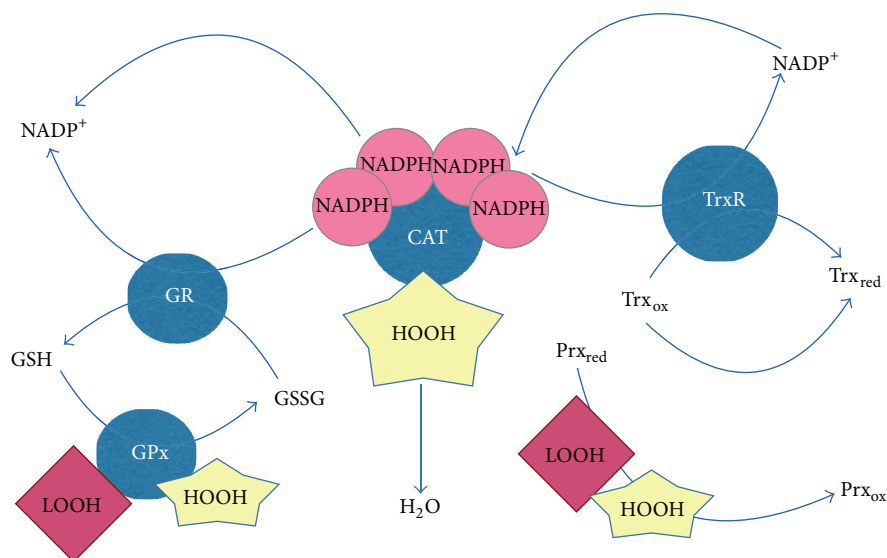 NADP⁺
NADP⁺
NADPH
NADPH
NADPH
NADPH
CAT
TrxR
GR
Trx_red
Trx_ox
HOOH
Prx_red
GSH
GSSG
GPx
LOOH
HOOH
LOOH
HOOH
Prx_ox
H₂O